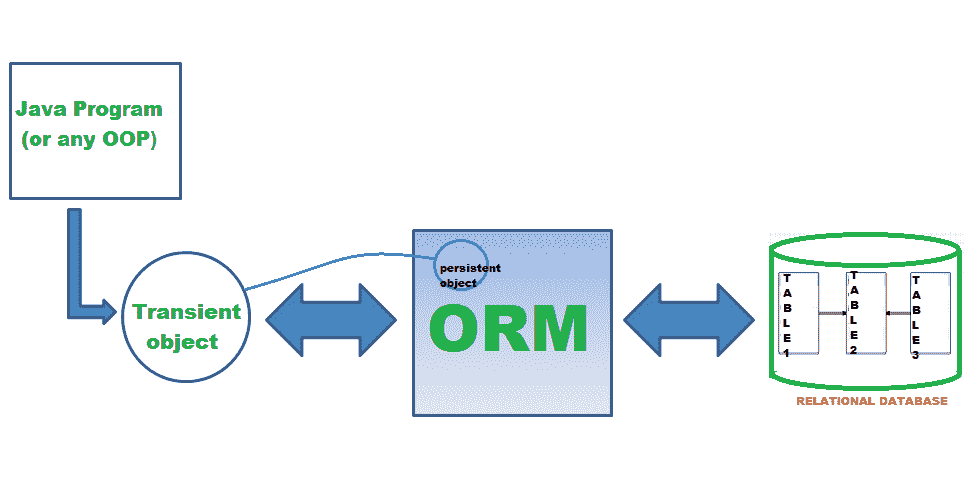 Java Program
(or any OOP)
Transient
object
persistent
object
ORM
TABLE1
TABLE2
TABLE3
RELATIONAL DATABASE